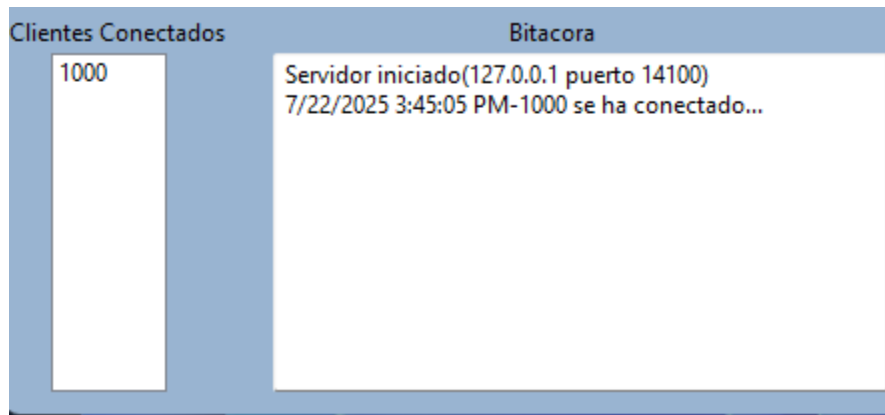 Clientes Conectados
Bitacora
1000
Servidor iniciado(127.0.0.1 puerto 14100)
7/22/2025 3:45:05 PM-1000 se ha conectado...